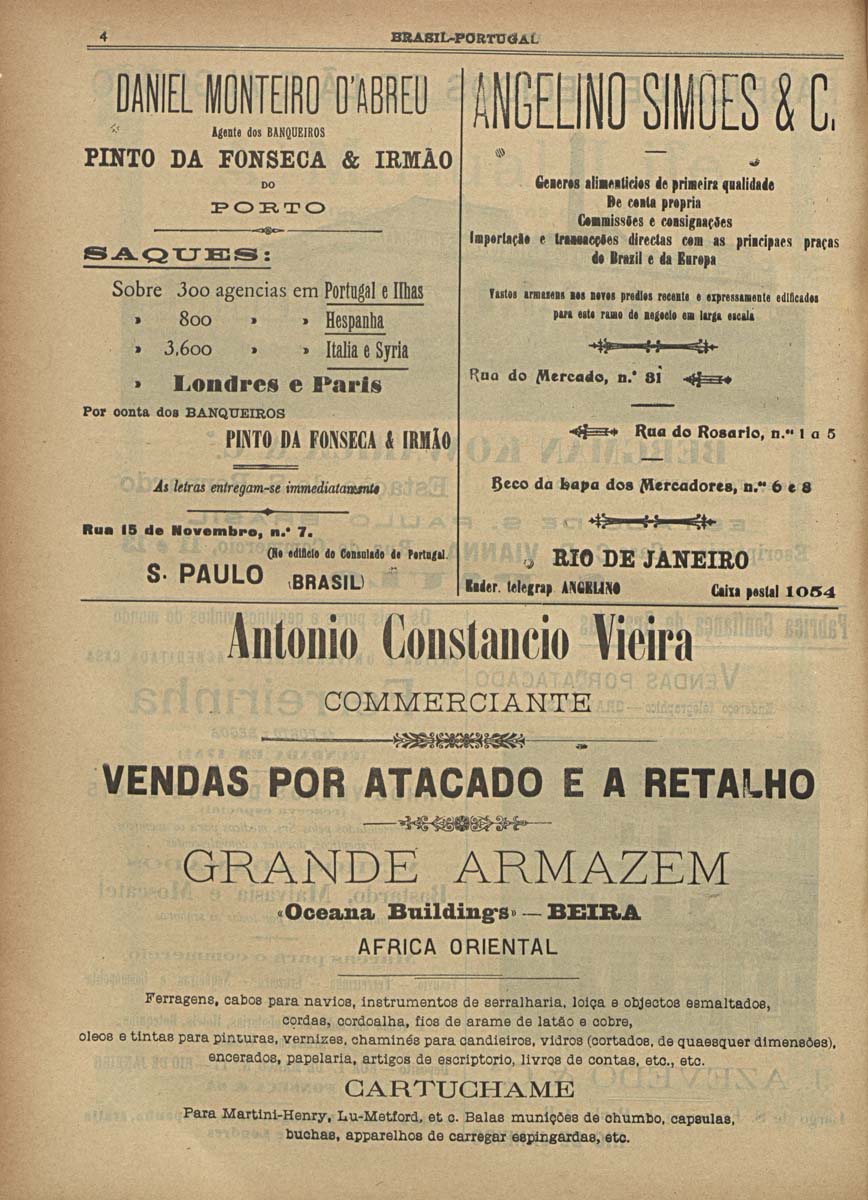 4
BRASIL-PORTUGAL
DANIEL MONTEIRO D'ABREU
Agente dos BANQUEIROS
PINTO DA FONSECA & IRMÃO
DO
PORTO
SAQUES:
Sobre 300 agencias em Portugal e Ilhas
» 800 » » Hespanha
» 3.600 » » Italia e Syria
» Londres e Paris
Por conta dos BANQUEIROS
PINTO DA FONSECA & IRMÃO
As letras entregam-se immediatamente
Rua 15 de Novembro, n.º 7.
(No edificio do Consulado de Portugal.
S. PAULO (BRASIL)
ANGELINO SIMÕES & C.
Generos alimenticios de primeira qualidade
De conta propria
Commissões e consignações
Importação e transacções directas com as principaes praças
do Brazil e da Europa
Vastos armazens nos novos predios recente e expressamente edificados
para este ramo de negocio em larga escala
Rua do Mercado, n.º 81
Rua do Rosario, n.ºs 1 a 5
Beco da Lapa dos Mercadores, n.ºs 6 e 8
RIO DE JANEIRO
Ender. telegrap. ANGELINO Caixa postal 1054
Antonio Constancio Vieira
COMMERCIANTE
VENDAS POR ATACADO E A RETALHO
GRANDE ARMAZEM
«Oceana Buildings» — BEIRA
AFRICA ORIENTAL
Ferragens, cabos para navios, instrumentos de serralharia, loiça e objectos esmaltados,
cordas, cordoalha, fios de arame de latão e cobre,
oleos e tintas para pinturas, vernizes, chaminés para candieiros, vidros (cortados, de quaesquer dimensões),
encerados, papelaria, artigos de escriptorio, livros de contas, etc., etc.
CARTUCHAME
Para Martini-Henry, Lu-Metford, et c. Balas munições de chumbo, capsulas,
buchas, apparelhos de carregar espingardas, etc.